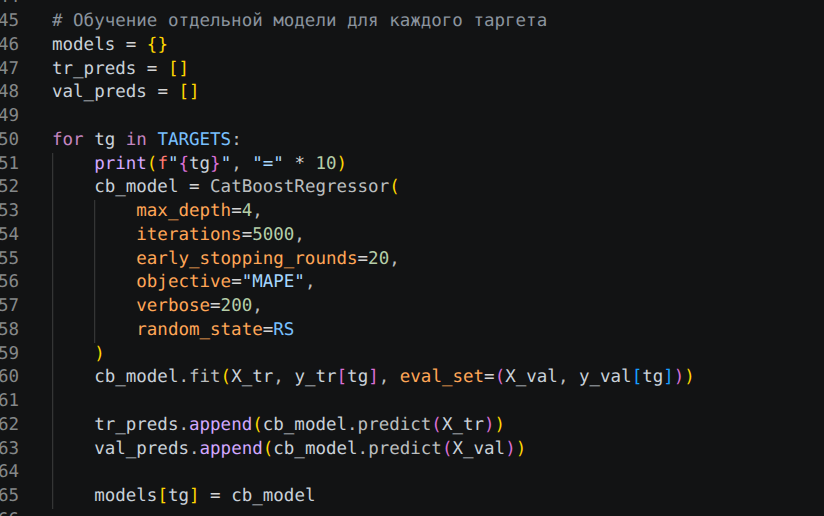 45 # Обучение отдельной модели для каждого таргета
46 models = {}
47 tr_preds = []
48 val_preds = []
49
50 for tg in TARGETS:
51     print(f"{tg}", "=" * 10)
52     cb_model = CatBoostRegressor(
53         max_depth=4,
54         iterations=5000,
55         early_stopping_rounds=20,
56         objective="MAPE",
57         verbose=200,
58         random_state=RS
59     )
60     cb_model.fit(X_tr, y_tr[tg], eval_set=(X_val, y_val[tg]))
61
62     tr_preds.append(cb_model.predict(X_tr))
63     val_preds.append(cb_model.predict(X_val))
64
65     models[tg] = cb_model